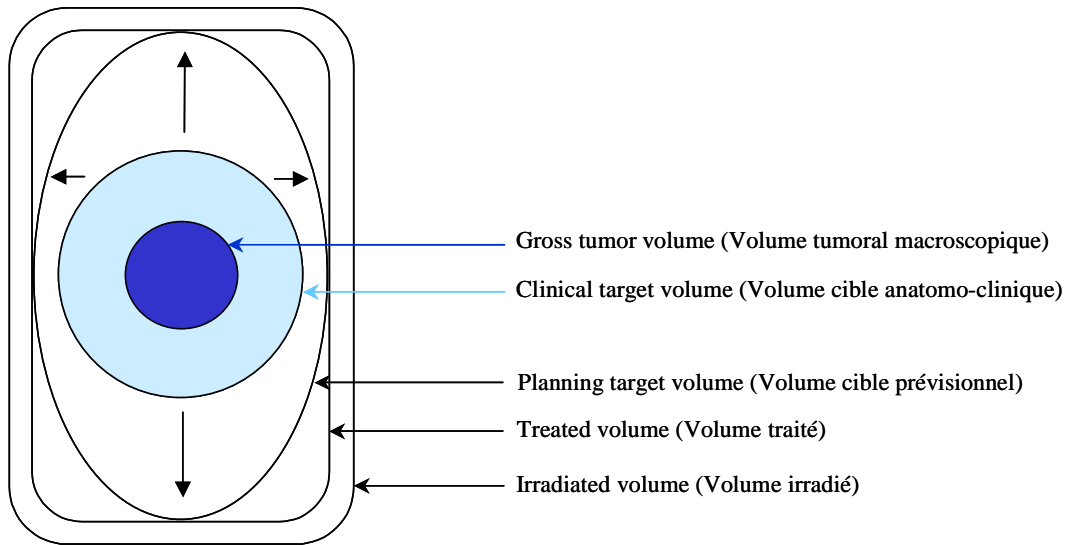 Gross tumor volume (Volume tumoral macroscopique)
Clinical target volume (Volume cible anatomo-clinique)
Planning target volume (Volume cible prévisionnel)
Treated volume (Volume traité)
Irradiated volume (Volume irradié)